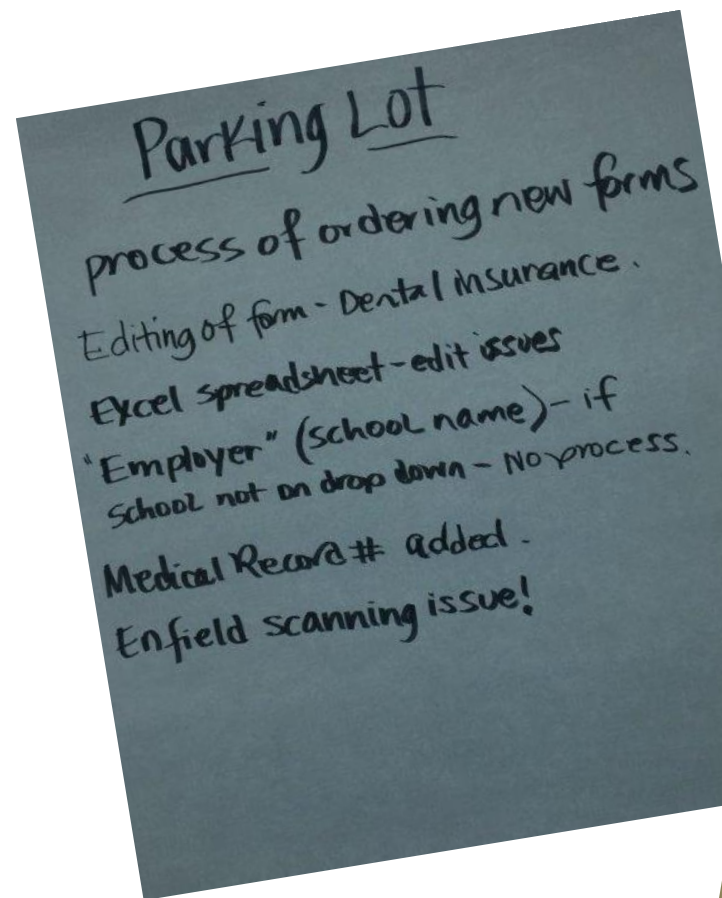 Parking Lot
process of ordering new forms
Editing of form - Dental insurance.
Excel spreadsheet - edit issues
"Employer" (school name) - if
school not on drop down - No process.
Medical Record # added.
Enfield scanning issue!